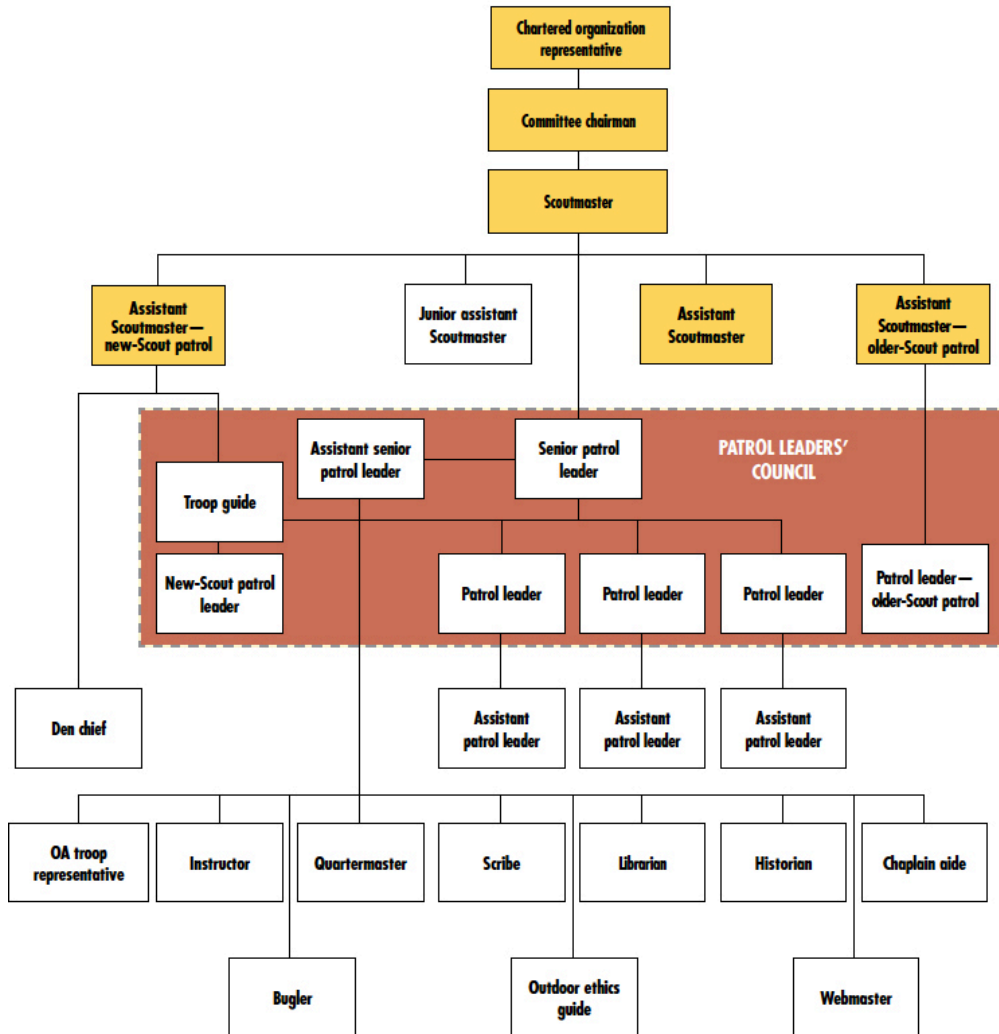 Chartered organization
representative
Committee chairman
Scoutmaster
Assistant
Scoutmaster—
new-Scout patrol
Junior assistant
Scoutmaster
Assistant
Scoutmaster
Assistant
Scoutmaster—
older-Scout patrol
Assistant senior
patrol leader
Senior patrol
leader
PATROL LEADERS’
COUNCIL
Troop guide
New-Scout patrol
leader
Patrol leader
Patrol leader
Patrol leader
Patrol leader—
older-Scout patrol
Den chief
Assistant
patrol leader
Assistant
patrol leader
Assistant
patrol leader
OA troop
representative
Instructor
Quartermaster
Scribe
Librarian
Historian
Chaplain aide
Bugler
Outdoor ethics
guide
Webmaster